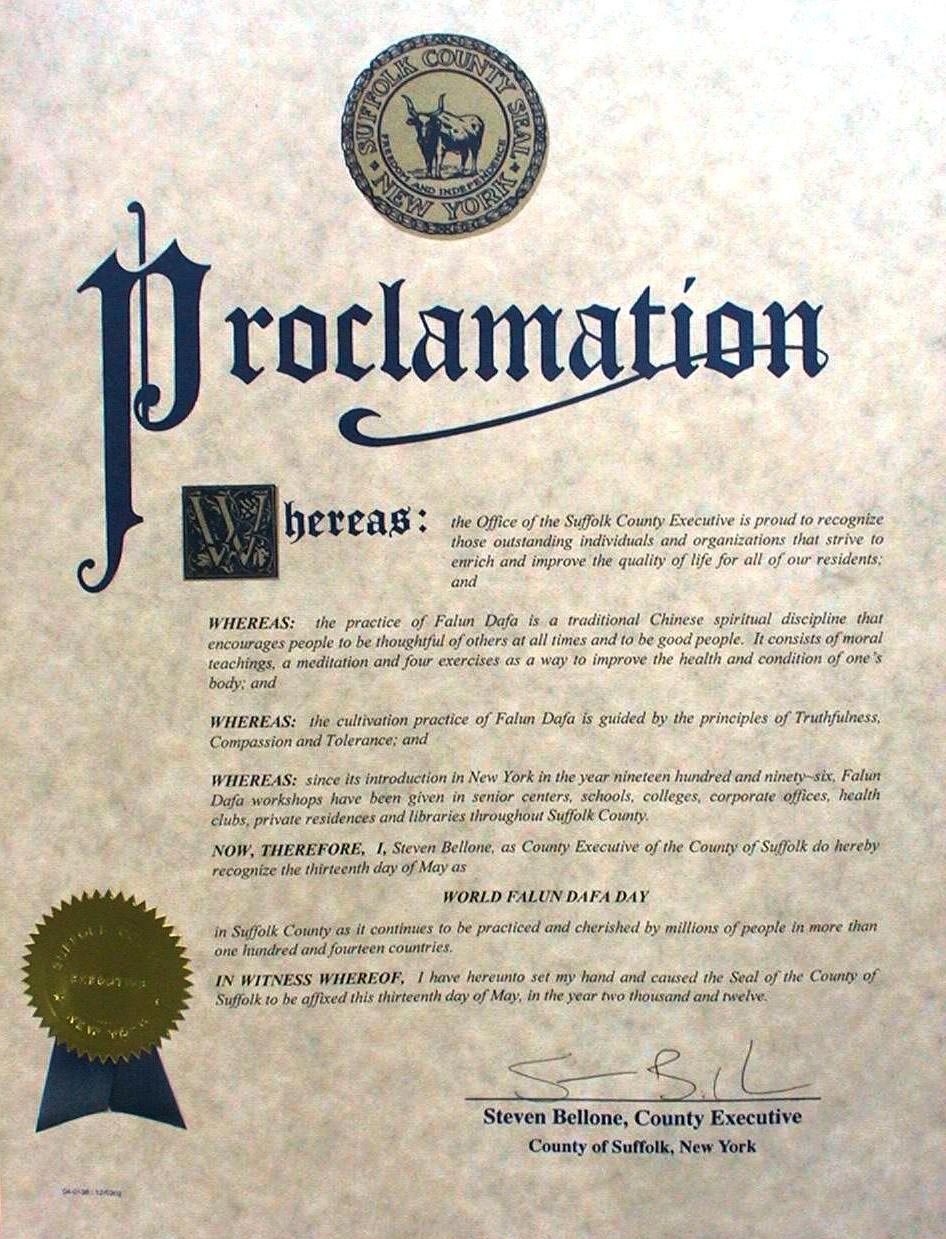 SUFFOLK COUNTY SEAL
FREEDOM AND INDEPENDENCE
NEW YORK
Proclamation
Whereas: the Office of the Suffolk County Executive is proud to recognize
those outstanding individuals and organizations that strive to
enrich and improve the quality of life for all of our residents;
and
WHEREAS: the practice of Falun Dafa is a traditional Chinese spiritual discipline that
encourages people to be thoughtful of others at all times and to be good people. It consists of moral
teachings, a meditation and four exercises as a way to improve the health and condition of one's
body; and
WHEREAS: the cultivation practice of Falun Dafa is guided by the principles of Truthfulness,
Compassion and Tolerance; and
WHEREAS: since its introduction in New York in the year nineteen hundred and ninety-six, Falun
Dafa workshops have been given in senior centers, schools, colleges, corporate offices, health
clubs, private residences and libraries throughout Suffolk County.
NOW, THEREFORE, I, Steven Bellone, as County Executive of the County of Suffolk do hereby
recognize the thirteenth day of May as
WORLD FALUN DAFA DAY
in Suffolk County as it continues to be practiced and cherished by millions of people in more than
one hundred and fourteen countries.
IN WITNESS WHEREOF, I have hereunto set my hand and caused the Seal of the County of
Suffolk to be affixed this thirteenth day of May, in the year two thousand and twelve.
Steven Bellone, County Executive
County of Suffolk, New York